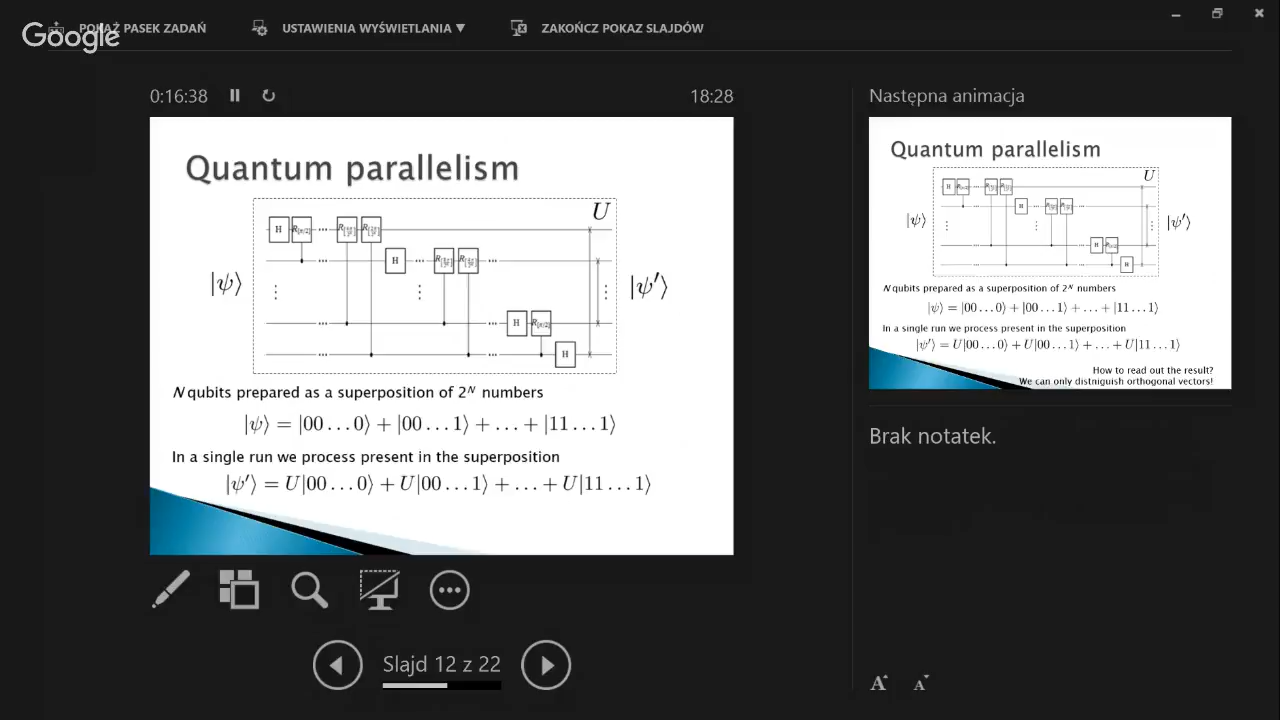 Google
POKAŻ PASEK ZADAŃ
USTAWIENIA WYŚWIETLANIA ▼
ZAKOŃCZ POKAZ SLAJDÓW
0:16:38
18:28
Quantum parallelism
U
H
H
H
H
R[π/2]
R[π/2]
|ψ⟩
|ψ′⟩
N qubits prepared as a superposition of 2ᴺ numbers
|ψ⟩ = |00 . . . 0⟩ + |00 . . . 1⟩ + . . . + |11 . . . 1⟩
In a single run we process present in the superposition
|ψ′⟩ = U|00 . . . 0⟩ + U|00 . . . 1⟩ + . . . + U|11 . . . 1⟩
Slajd 12 z 22
Następna animacja
Quantum parallelism
U
H
H
H
H
|ψ⟩
|ψ′⟩
N qubits prepared as a superposition of 2ᴺ numbers
|ψ⟩ = |00 . . . 0⟩ + |00 . . . 1⟩ + . . . + |11 . . . 1⟩
In a single run we process present in the superposition
|ψ′⟩ = U|00 . . . 0⟩ + U|00 . . . 1⟩ + . . . + U|11 . . . 1⟩
How to read out the result?
We can only distniguish orthogonal vectors!
Brak notatek.
A
A